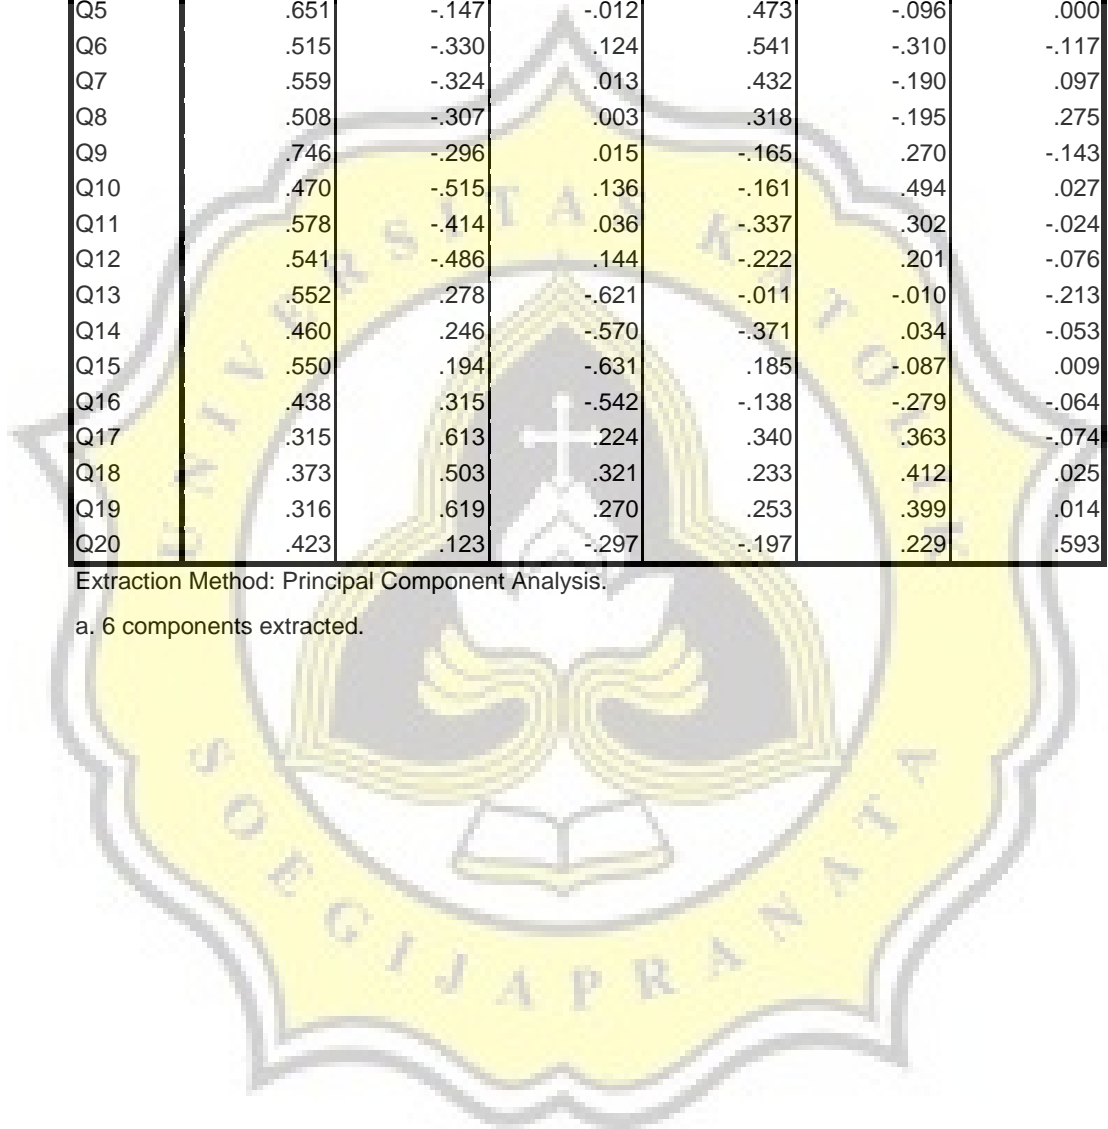 Q5 .651 -.147 -.012 .473 -.096 .000
Q6 .515 -.330 .124 .541 -.310 -.117
Q7 .559 -.324 .013 .432 -.190 .097
Q8 .508 -.307 .003 .318 -.195 .275
Q9 .746 -.296 .015 -.165 .270 -.143
Q10 .470 -.515 .136 -.161 .494 .027
Q11 .578 -.414 .036 -.337 .302 -.024
Q12 .541 -.486 .144 -.222 .201 -.076
Q13 .552 .278 -.621 -.011 -.010 -.213
Q14 .460 .246 -.570 -.371 .034 -.053
Q15 .550 .194 -.631 .185 -.087 .009
Q16 .438 .315 -.542 -.138 -.279 -.064
Q17 .315 .613 .224 .340 .363 -.074
Q18 .373 .503 .321 .233 .412 .025
Q19 .316 .619 .270 .253 .399 .014
Q20 .423 .123 -.297 -.197 .229 .593
Extraction Method: Principal Component Analysis.
a. 6 components extracted.
UNIVERSITAS KATOLIK
SOEGIJAPRANATA